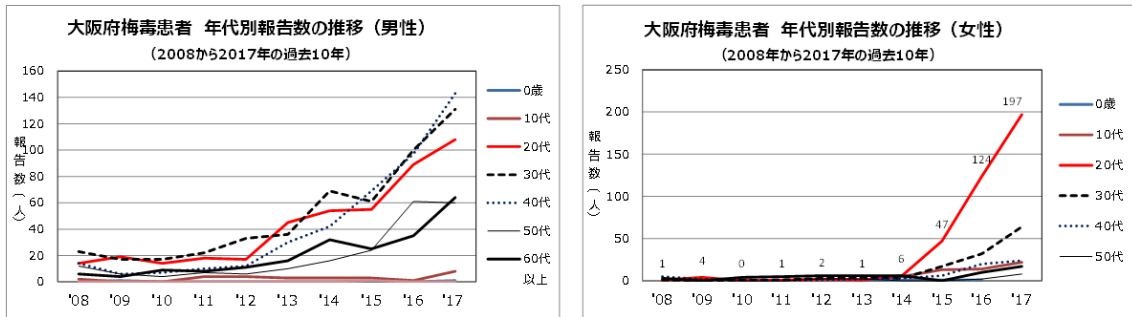 大阪府梅毒患者 年代別報告数の推移（男性）
（2008から2017年の過去10年）
160
140
120
100
80
60
40
20
0
報告数（人）
'08 '09 '10 '11 '12 '13 '14 '15 '16 '17
0歳
10代
20代
30代
40代
50代
60代
以上
大阪府梅毒患者 年代別報告数の推移（女性）
（2008年から2017年の過去10年）
250
200
150
100
50
0
報告数（人）
1 4 0 1 2 1 6 47 124 197
'08 '09 '10 '11 '12 '13 '14 '15 '16 '17
0歳
10代
20代
30代
40代
50代